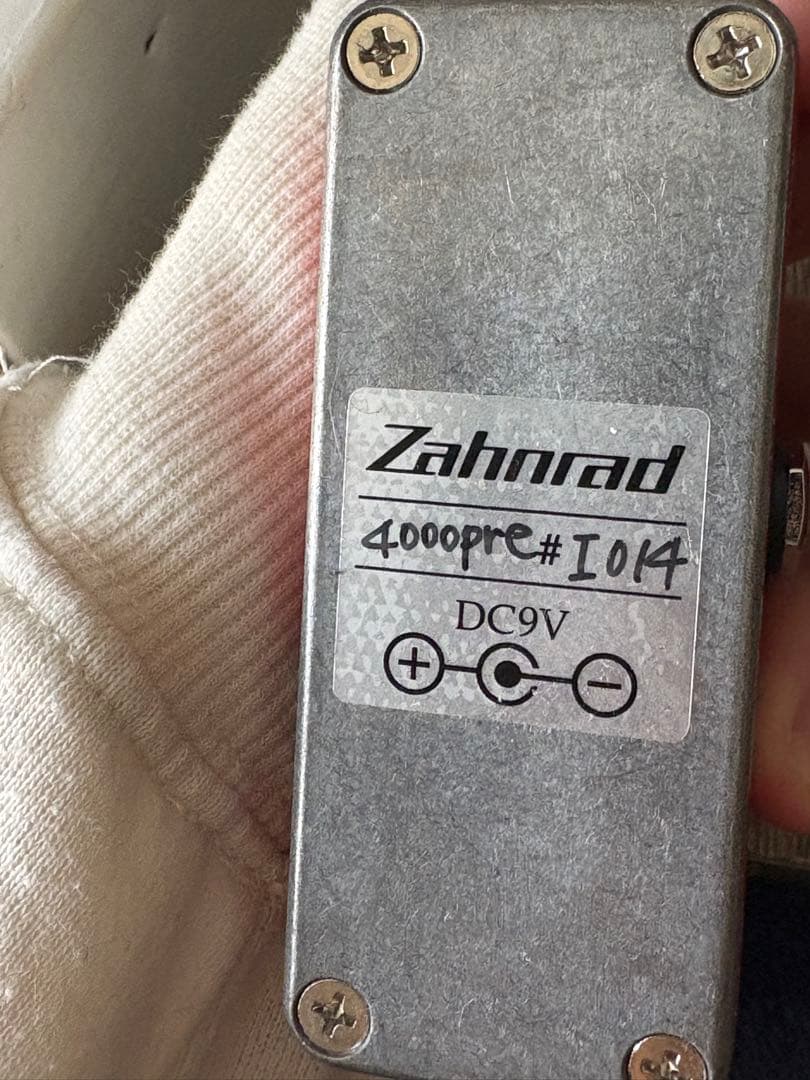 Zahnrad
4000pre#I014
DC9V
+ −